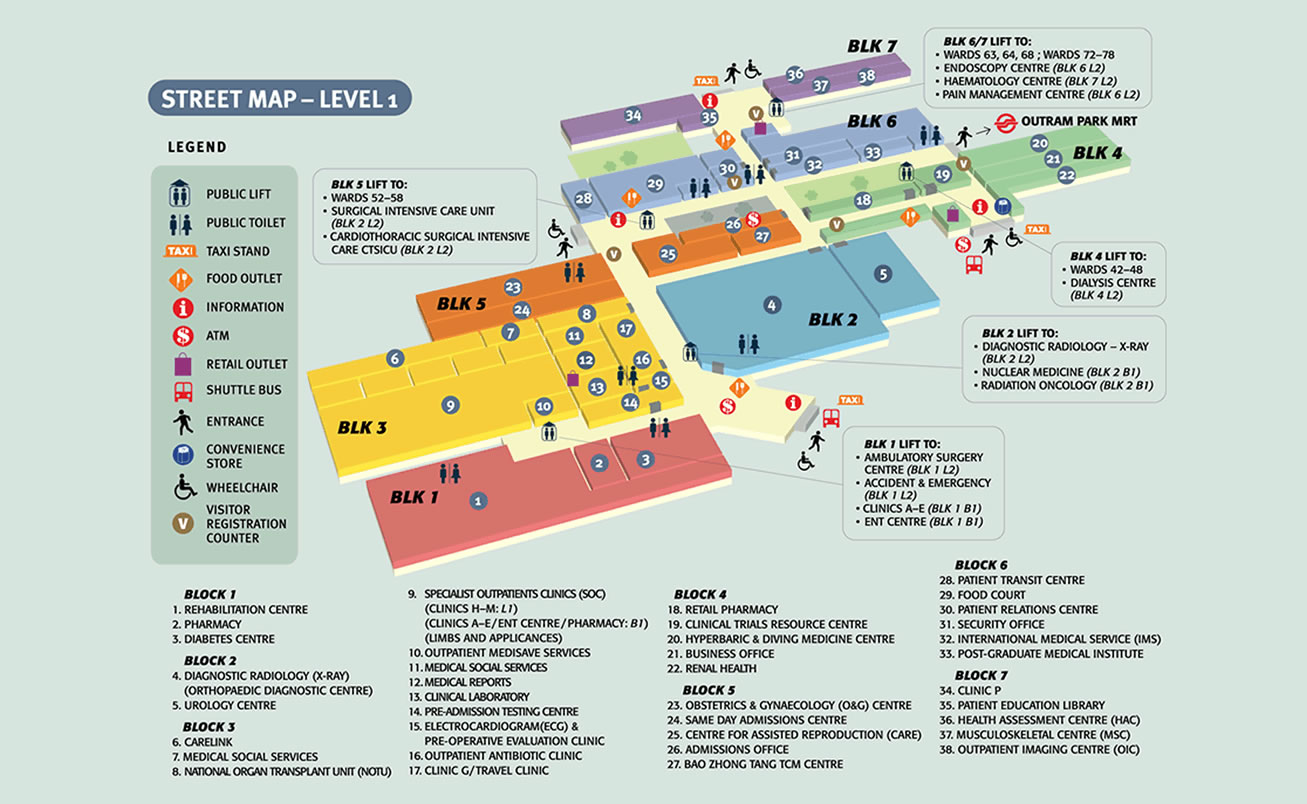 STREET MAP – LEVEL 1
LEGEND
PUBLIC LIFT
PUBLIC TOILET
TAXI
TAXI STAND
FOOD OUTLET
i
INFORMATION
$
ATM
RETAIL OUTLET
SHUTTLE BUS
ENTRANCE
CONVENIENCE
STORE
WHEELCHAIR
V
VISITOR
REGISTRATION
COUNTER
BLK 7
36
37
38
TAXI
i
34
35
V
BLK 6/7 LIFT TO:
• WARDS 63, 64, 68 ; WARDS 72–78
• ENDOSCOPY CENTRE (BLK 6 L2)
• HAEMATOLOGY CENTRE (BLK 7 L2)
• PAIN MANAGEMENT CENTRE (BLK 6 L2)
BLK 6
OUTRAM PARK MRT
28
29
30
31
32
33
V
i
BLK 4
V
18
19
20
21
22
i
V
$
TAXI
BLK 5 LIFT TO:
• WARDS 52–58
• SURGICAL INTENSIVE CARE UNIT
(BLK 2 L2)
• CARDIOTHORACIC SURGICAL INTENSIVE
CARE CTSICU (BLK 2 L2)
26
$
27
25
V
23
24
BLK 5
BLK 4 LIFT TO:
• WARDS 42–48
• DIALYSIS CENTRE
(BLK 4 L2)
4
5
BLK 2
BLK 2 LIFT TO:
• DIAGNOSTIC RADIOLOGY – X-RAY
(BLK 2 L2)
• NUCLEAR MEDICINE (BLK 2 B1)
• RADIATION ONCOLOGY (BLK 2 B1)
6
7
8
11
17
12
16
13
15
9
10
14
BLK 3
$
i
TAXI
BLK 1
1
2
3
BLK 1 LIFT TO:
• AMBULATORY SURGERY
CENTRE (BLK 1 L2)
• ACCIDENT & EMERGENCY
(BLK 1 L2)
• CLINICS A–E (BLK 1 B1)
• ENT CENTRE (BLK 1 B1)
BLOCK 1
1. REHABILITATION CENTRE
2. PHARMACY
3. DIABETES CENTRE
BLOCK 2
4. DIAGNOSTIC RADIOLOGY (X-RAY)
(ORTHOPAEDIC DIAGNOSTIC CENTRE)
5. UROLOGY CENTRE
BLOCK 3
6. CARELINK
7. MEDICAL SOCIAL SERVICES
8. NATIONAL ORGAN TRANSPLANT UNIT (NOTU)
9. SPECIALIST OUTPATIENTS CLINICS (SOC)
(CLINICS H–M: L1)
(CLINICS A–E/ENT CENTRE/PHARMACY: B1)
(LIMBS AND APPLICANCES)
10. OUTPATIENT MEDISAVE SERVICES
11. MEDICAL SOCIAL SERVICES
12. MEDICAL REPORTS
13. CLINICAL LABORATORY
14. PRE-ADMISSION TESTING CENTRE
15. ELECTROCARDIOGRAM(ECG) &
PRE-OPERATIVE EVALUATION CLINIC
16. OUTPATIENT ANTIBIOTIC CLINIC
17. CLINIC G/TRAVEL CLINIC
BLOCK 4
18. RETAIL PHARMACY
19. CLINICAL TRIALS RESOURCE CENTRE
20. HYPERBARIC & DIVING MEDICINE CENTRE
21. BUSINESS OFFICE
22. RENAL HEALTH
BLOCK 5
23. OBSTETRICS & GYNAECOLOGY (O&G) CENTRE
24. SAME DAY ADMISSIONS CENTRE
25. CENTRE FOR ASSISTED REPRODUCTION (CARE)
26. ADMISSIONS OFFICE
27. BAO ZHONG TANG TCM CENTRE
BLOCK 6
28. PATIENT TRANSIT CENTRE
29. FOOD COURT
30. PATIENT RELATIONS CENTRE
31. SECURITY OFFICE
32. INTERNATIONAL MEDICAL SERVICE (IMS)
33. POST-GRADUATE MEDICAL INSTITUTE
BLOCK 7
34. CLINIC P
35. PATIENT EDUCATION LIBRARY
36. HEALTH ASSESSMENT CENTRE (HAC)
37. MUSCULOSKELETAL CENTRE (MSC)
38. OUTPATIENT IMAGING CENTRE (OIC)